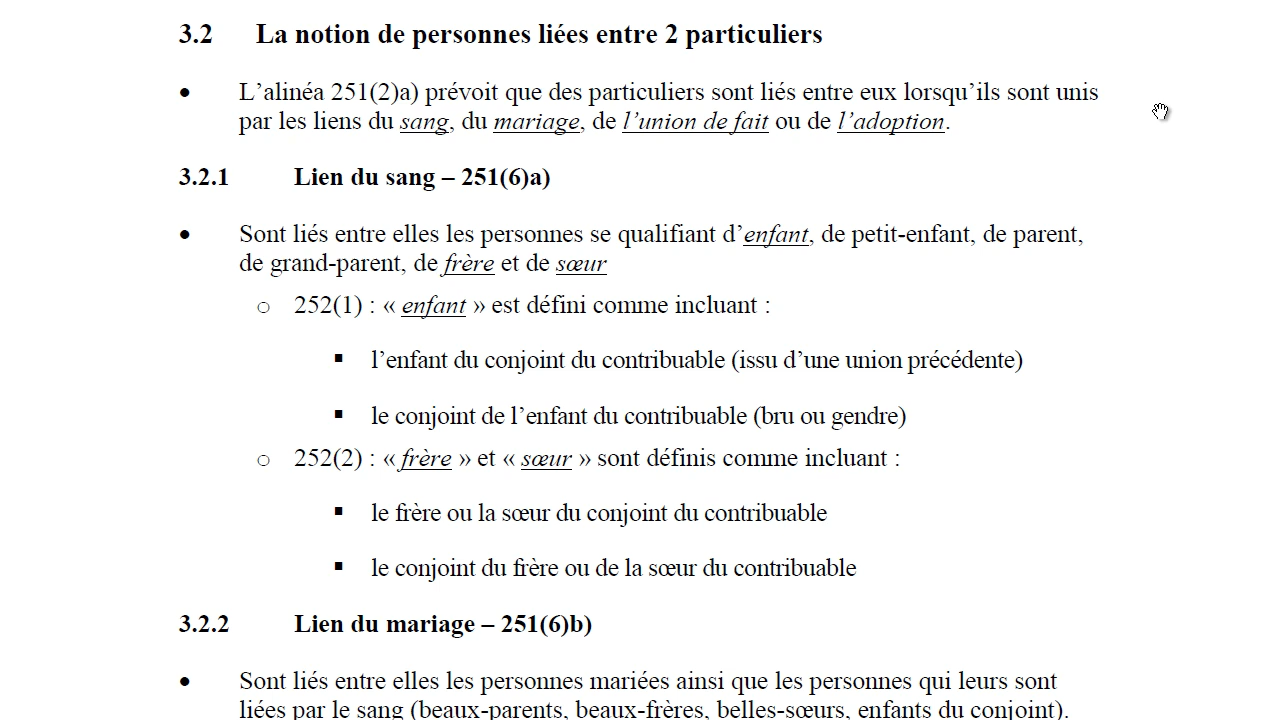 3.2 La notion de personnes liées entre 2 particuliers
• L’alinéa 251(2)a) prévoit que des particuliers sont liés entre eux lorsqu’ils sont unis
par les liens du sang, du mariage, de l’union de fait ou de l’adoption.
3.2.1 Lien du sang – 251(6)a)
• Sont liés entre elles les personnes se qualifiant d’enfant, de petit-enfant, de parent,
de grand-parent, de frère et de sœur
o 252(1) : « enfant » est défini comme incluant :
▪ l’enfant du conjoint du contribuable (issu d’une union précédente)
▪ le conjoint de l’enfant du contribuable (bru ou gendre)
o 252(2) : « frère » et « sœur » sont définis comme incluant :
▪ le frère ou la sœur du conjoint du contribuable
▪ le conjoint du frère ou de la sœur du contribuable
3.2.2 Lien du mariage – 251(6)b)
• Sont liés entre elles les personnes mariées ainsi que les personnes qui leurs sont
liées par le sang (beaux-parents, beaux-frères, belles-sœurs, enfants du conjoint).